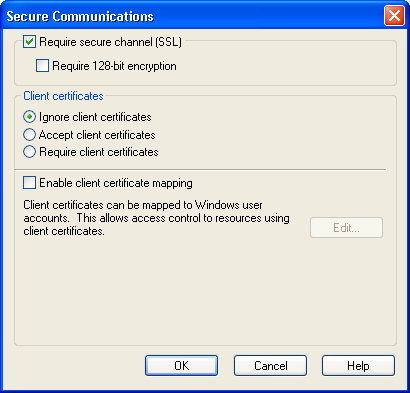 Secure Communications
Require secure channel (SSL)
Require 128-bit encryption
Client certificates
Ignore client certificates
Accept client certificates
Require client certificates
Enable client certificate mapping
Client certificates can be mapped to Windows user
accounts. This allows access control to resources using
client certificates.
Edit...
OK Cancel Help